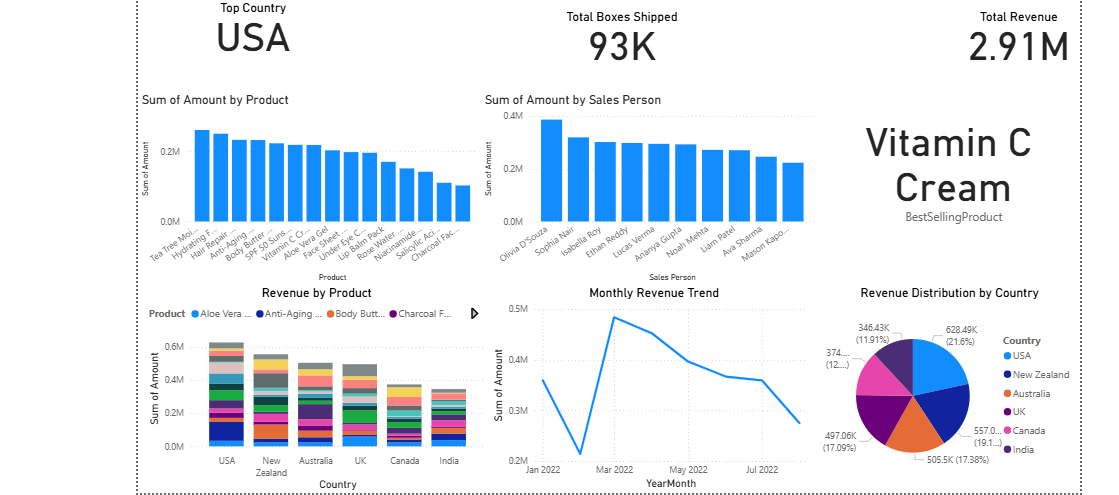 Top Country
USA
Total Boxes Shipped
93K
Total Revenue
2.91M
Sum of Amount by Product
Sum of Amount
0.2M
0.0M
Tea Tree Moi...
Hydrating F...
Hair Repair ...
Anti-Aging ...
Body Butter ...
SPF 50 Suns...
Vitamin C Cr...
Aloe Vera Gel
Face Sheet ...
Under Eye C...
Lip Balm Pack
Rose Water ...
Niacinamide...
Salicylic Aci...
Charcoal Fac...
Product
Sum of Amount by Sales Person
Sum of Amount
0.4M
0.2M
0.0M
Olivia D'Souza
Sophia Nair
Isabella Roy
Ethan Reddy
Lucas Verma
Ananya Gupta
Noah Mehta
Liam Patel
Ava Sharma
Mason Kapo...
Sales Person
Vitamin C
Cream
BestSellingProduct
Revenue by Product
Product Aloe Vera ... Anti-Aging ... Body Butt... Charcoal F...
Sum of Amount
0.6M
0.4M
0.2M
0.0M
USA
New
Zealand
Australia
UK
Canada
India
Country
Monthly Revenue Trend
Sum of Amount
0.5M
0.4M
0.3M
0.2M
Jan 2022
Mar 2022
May 2022
Jul 2022
YearMonth
Revenue Distribution by Country
346.43K
(11.91%)
628.49K
(21.6%)
374....
(12....)
557.0...
(19.1...)
497.06K
(17.09%)
505.5K (17.38%)
Country
USA
New Zealand
Australia
UK
Canada
India